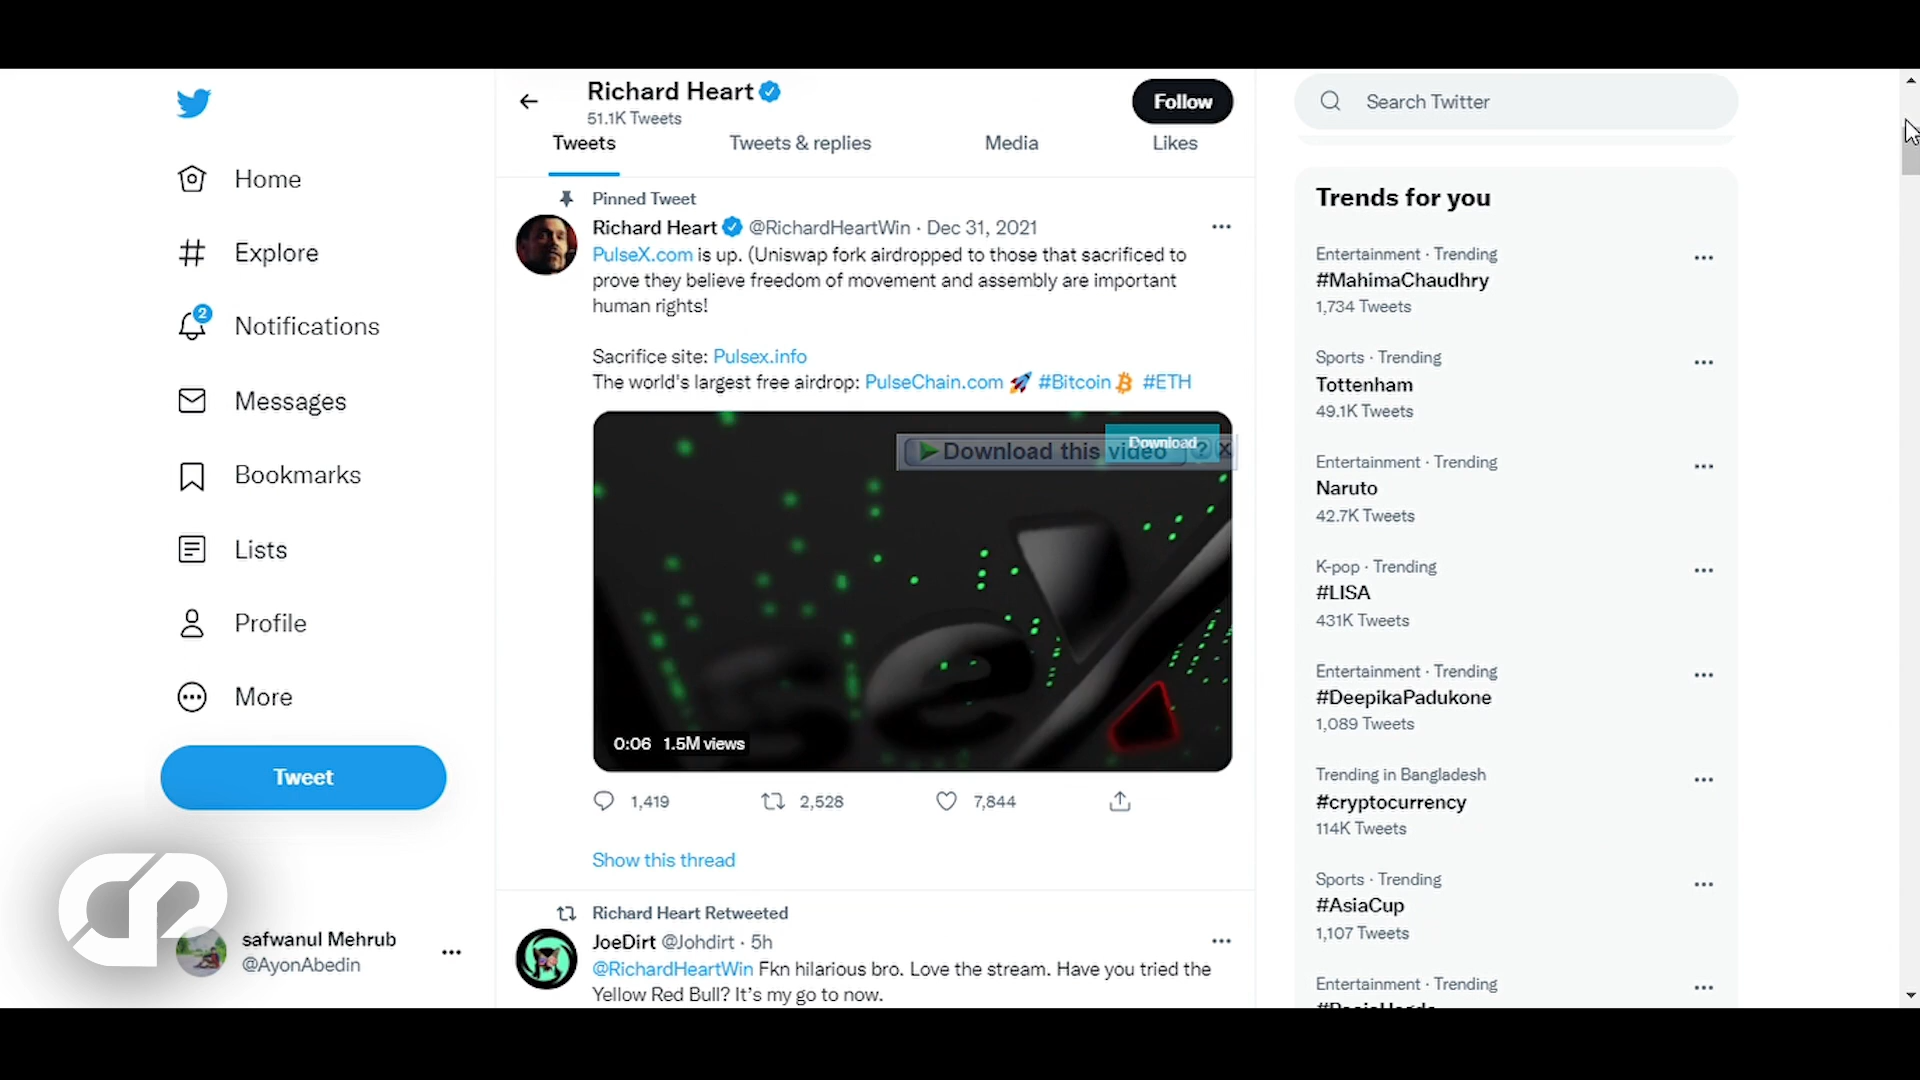 Richard Heart
51.1K Tweets
Follow
Search Twitter
Tweets
Tweets & replies
Media
Likes
Home
Explore
2
Notifications
Messages
Bookmarks
Lists
Profile
More
Tweet
safwanul Mehrub
@AyonAbedin
Pinned Tweet
Richard Heart @RichardHeartWin · Dec 31, 2021
PulseX.com is up. (Uniswap fork airdropped to those that sacrificed to
prove they believe freedom of movement and assembly are important
human rights!
Sacrifice site: Pulsex.info
The world's largest free airdrop: PulseChain.com 🚀 #Bitcoin #ETH
Download this video ? X
Download
se
0:06 1.5M views
1,419 2,528 7,844
Show this thread
Richard Heart Retweeted
JoeDirt @Johdirt · 5h
@RichardHeartWin Fkn hilarious bro. Love the stream. Have you tried the
Yellow Red Bull? It's my go to now.
Trends for you
Entertainment · Trending
#MahimaChaudhry
1,734 Tweets
Sports · Trending
Tottenham
49.1K Tweets
Entertainment · Trending
Naruto
42.7K Tweets
K-pop · Trending
#LISA
431K Tweets
Entertainment · Trending
#DeepikaPadukone
1,089 Tweets
Trending in Bangladesh
#cryptocurrency
114K Tweets
Sports · Trending
#AsiaCup
1,107 Tweets
Entertainment · Trending